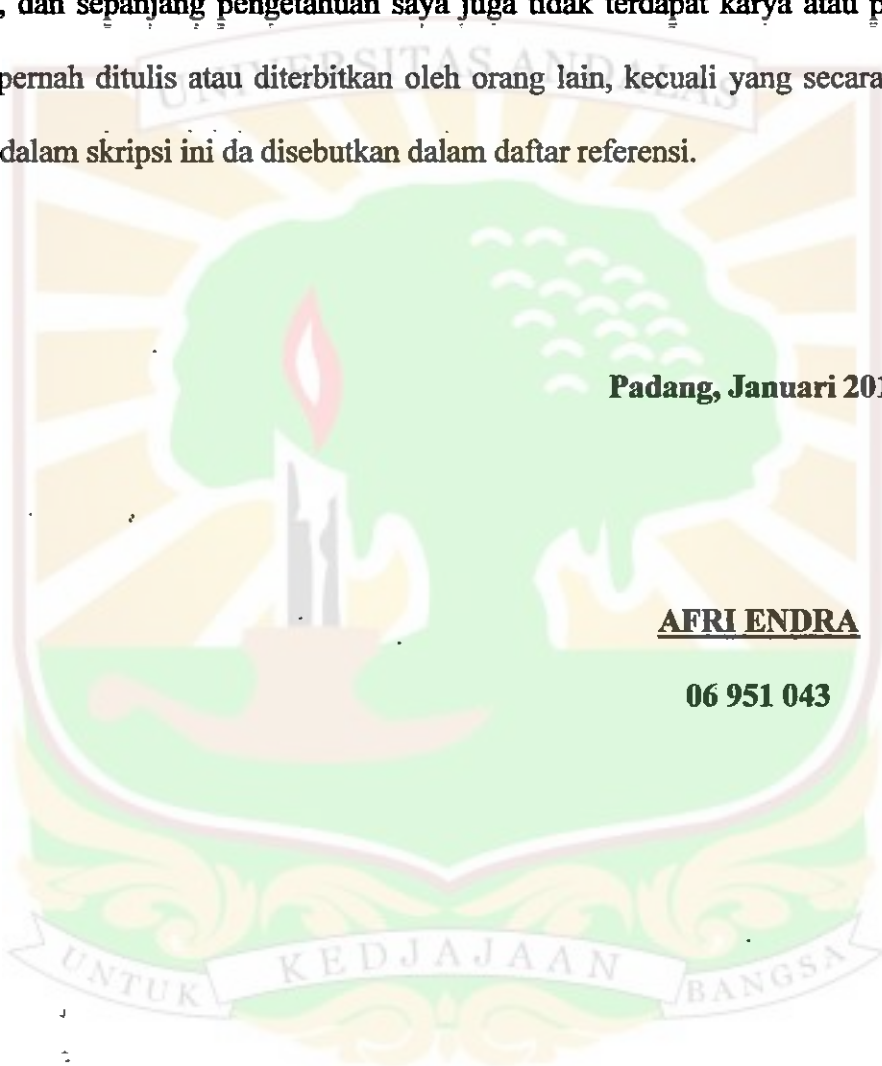 , dan sepanjang pengetahuan saya juga tidak terdapat karya atau p
pernah ditulis atau diterbitkan oleh orang lain, kecuali yang secara
dalam skripsi ini da disebutkan dalam daftar referensi.
UNIVERSITAS ANDALAS
Padang, Januari 201
AFRI ENDRA
06 951 043
UNTUK KEDJAJAAN BANGSA